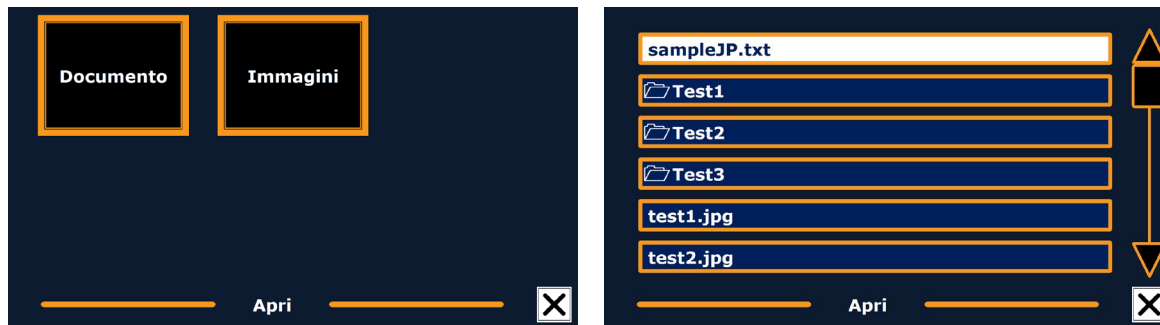 Documento
Immagini
Apri
sampleJP.txt
Test1
Test2
Test3
test1.jpg
test2.jpg
Apri